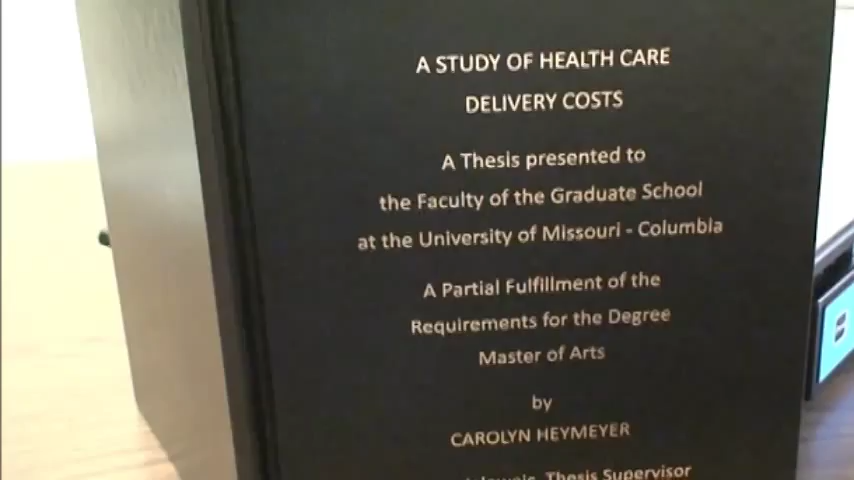 A STUDY OF HEALTH CARE
DELIVERY COSTS
A Thesis presented to
the Faculty of the Graduate School
at the University of Missouri - Columbia
A Partial Fulfillment of the
Requirements for the Degree
Master of Arts
by
CAROLYN HEYMEYER
Thesis Supervisor